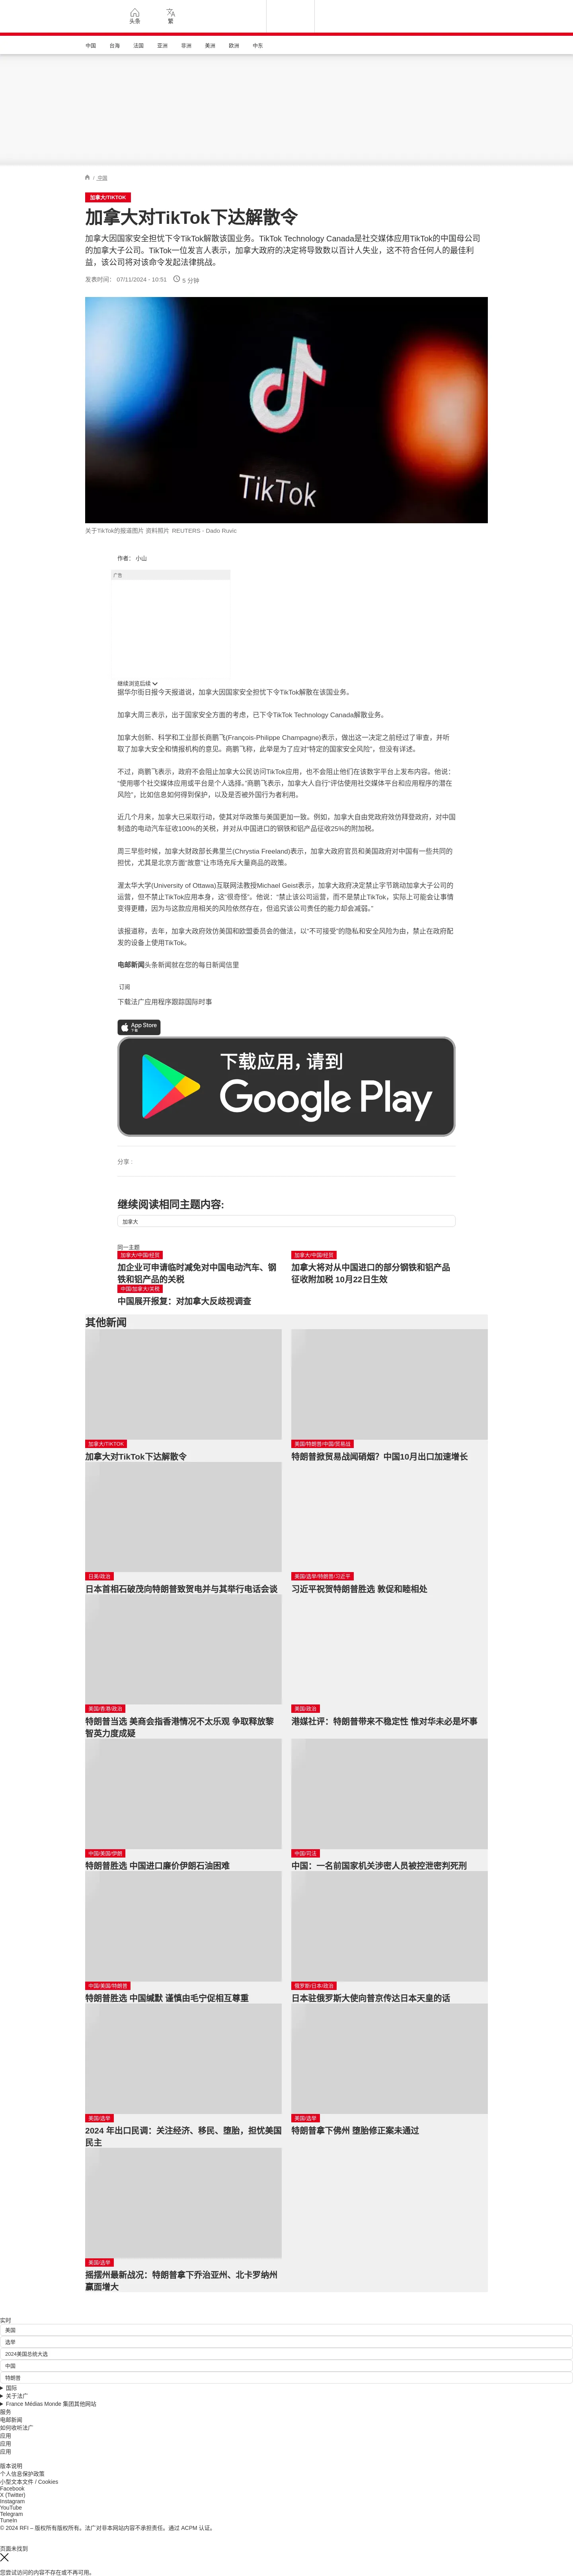 头条
繁
中国
台海
法国
亚洲
非洲
美洲
欧洲
中东
/ 中国
加拿大/TIKTOK
加拿大对TikTok下达解散令
加拿大因国家安全担忧下令TikTok解散该国业务。TikTok Technology Canada是社交媒体应用TikTok的中国母公司
的加拿大子公司。TikTok一位发言人表示，加拿大政府的决定将导致数以百计人失业，这不符合任何人的最佳利
益，该公司将对该命令发起法律挑战。
发表时间： 07/11/2024 - 10:51
5 分钟
TikTok
关于TikTok的报道图片 资料照片 REUTERS - Dado Ruvic
作者： 小山
广告
继续浏览后续
据华尔街日报今天报道说，加拿大因国家安全担忧下令TikTok解散在该国业务。
加拿大周三表示，出于国家安全方面的考虑，已下令TikTok Technology Canada解散业务。
加拿大创新、科学和工业部长商鹏飞(François-Philippe Champagne)表示，做出这一决定之前经过了审查，并听
取了加拿大安全和情报机构的意见。商鹏飞称，此举是为了应对“特定的国家安全风险”，但没有详述。
不过，商鹏飞表示，政府不会阻止加拿大公民访问TikTok应用，也不会阻止他们在该数字平台上发布内容。他说：
“使用哪个社交媒体应用或平台是个人选择。”商鹏飞表示，加拿大人自行“评估使用社交媒体平台和应用程序的潜在
风险”，比如信息如何得到保护，以及是否被外国行为者利用。
近几个月来，加拿大已采取行动，使其对华政策与美国更加一致。例如，加拿大自由党政府效仿拜登政府，对中国
制造的电动汽车征收100%的关税，并对从中国进口的钢铁和铝产品征收25%的附加税。
周三早些时候，加拿大财政部长弗里兰(Chrystia Freeland)表示，加拿大政府官员和美国政府对中国有一些共同的
担忧，尤其是北京方面“故意”让市场充斥大量商品的政策。
渥太华大学(University of Ottawa)互联网法教授Michael Geist表示，加拿大政府决定禁止字节跳动加拿大子公司的
运营，但不禁止TikTok应用本身，这“很奇怪”。他说：“禁止该公司运营，而不是禁止TikTok，实际上可能会让事情
变得更糟，因为与这款应用相关的风险依然存在，但追究该公司责任的能力却会减弱。”
该报道称，去年，加拿大政府效仿美国和欧盟委员会的做法，以“不可接受”的隐私和安全风险为由，禁止在政府配
发的设备上使用TikTok。
电邮新闻头条新闻就在您的每日新闻信里
订阅
下载法广应用程序跟踪国际时事
App Store
下载
下载应用，请到
Google Play
分享 :
继续阅读相同主题内容:
加拿大
同一主题
加拿大/中国/经贸
加企业可申请临时减免对中国电动汽车、钢
铁和铝产品的关税
加拿大/中国/经贸
加拿大将对从中国进口的部分钢铁和铝产品
征收附加税 10月22日生效
中国/加拿大/关税
中国展开报复：对加拿大反歧视调查
其他新闻
加拿大/TIKTOK
加拿大对TikTok下达解散令
美国/特朗普/中国/贸易战
特朗普掀贸易战闻硝烟？中国10月出口加速增长
日美/政治
日本首相石破茂向特朗普致贺电并与其举行电话会谈
美国/选举/特朗普/习近平
习近平祝贺特朗普胜选 敦促和睦相处
美国/香港/政治
特朗普当选 美商会指香港情况不太乐观 争取释放黎
智英力度成疑
美国/政治
港媒社评：特朗普带来不稳定性 惟对华未必是坏事
中国/美国/伊朗
特朗普胜选 中国进口廉价伊朗石油困难
中国/司法
中国：一名前国家机关涉密人员被控泄密判死刑
中国/美国/特朗普
特朗普胜选 中国缄默 谨慎由毛宁促相互尊重
俄罗斯/日本/政治
日本驻俄罗斯大使向普京传达日本天皇的话
美国/选举
2024 年出口民调：关注经济、移民、堕胎，担忧美国
民主
美国/选举
特朗普拿下佛州 堕胎修正案未通过
美国/选举
摇摆州最新战况：特朗普拿下乔治亚州、北卡罗纳州
赢面增大
实时
美国
选举
2024美国总统大选
中国
特朗普
国际
关于法广
France Médias Monde 集团其他网站
服务
电邮新闻
如何收听法广
应用
应用
应用
版本说明
个人信息保护政策
小型文本文件 / Cookies
Facebook
X (Twitter)
Instagram
YouTube
Telegram
TuneIn
© 2024 RFI – 版权所有版权所有。法广对非本网站内容不承担责任。通过 ACPM 认证。
页面未找到
您尝试访问的内容不存在或不再可用。